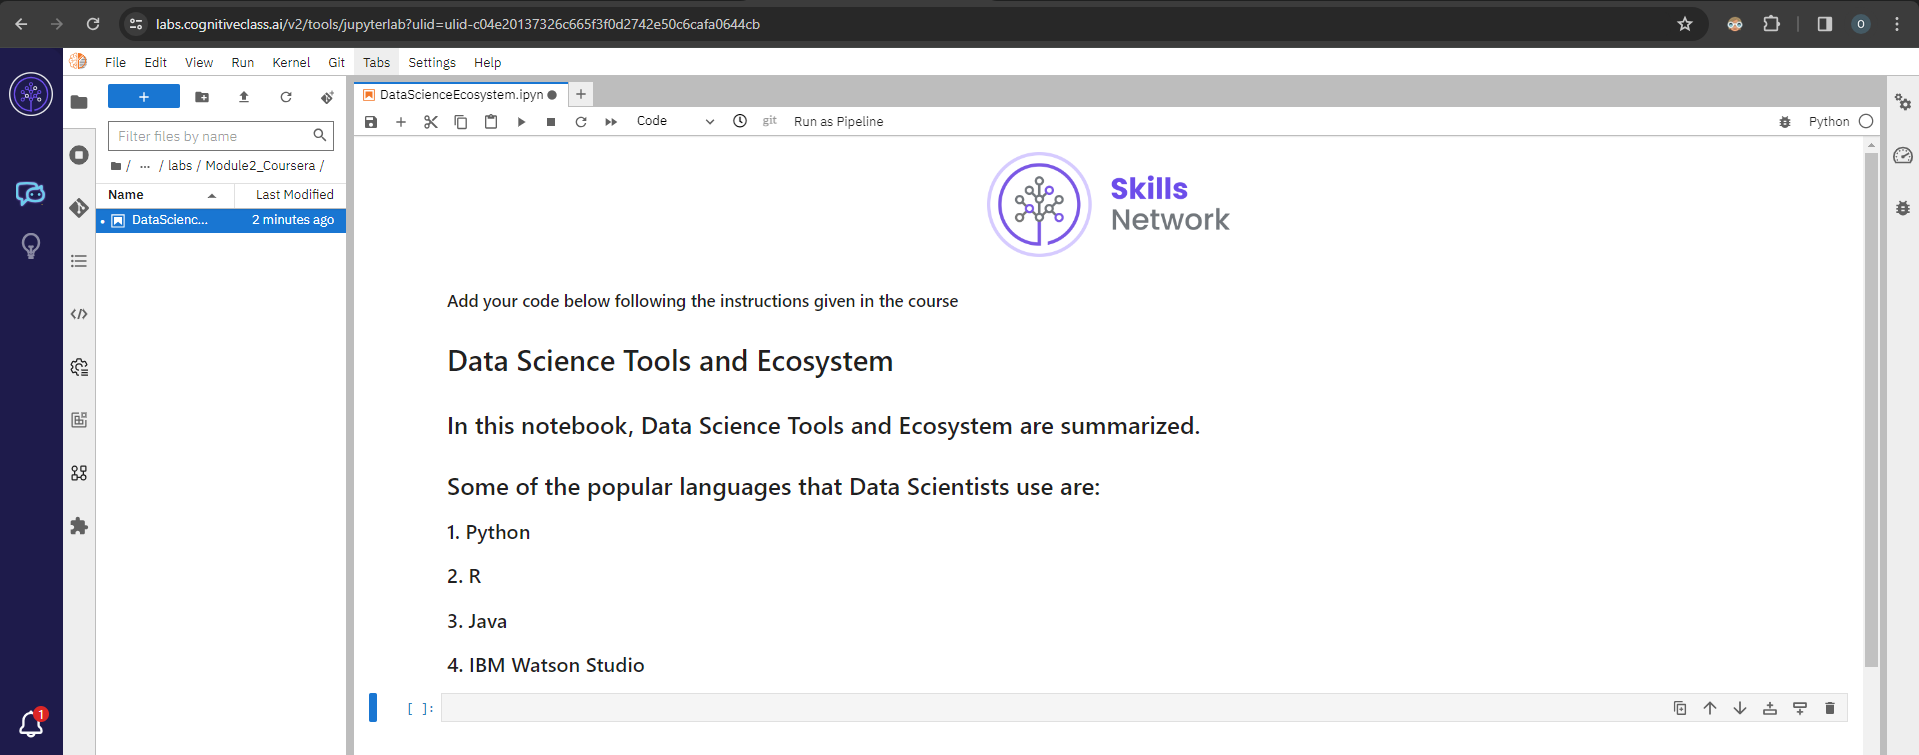 labs.cognitiveclass.ai/v2/tools/jupyterlab?ulid=ulid-c04e20137326c665f3f0d2742e50c6cafa0644cb
O
File Edit View Run Kernel Git Tabs Settings Help
+
DataScienceEcosystem.ipyn
+
Filter files by name
/ ... / labs / Module2_Coursera /
Name Last Modified
DataScienc... 2 minutes ago
Code git Run as Pipeline Python
Skills
Network
Add your code below following the instructions given in the course
Data Science Tools and Ecosystem
In this notebook, Data Science Tools and Ecosystem are summarized.
Some of the popular languages that Data Scientists use are:
1. Python
2. R
3. Java
4. IBM Watson Studio
[ ]:
1